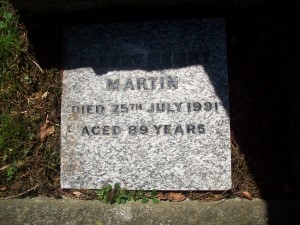 MARTIN
DIED 25TH JULY 1991
AGED 89 YEARS